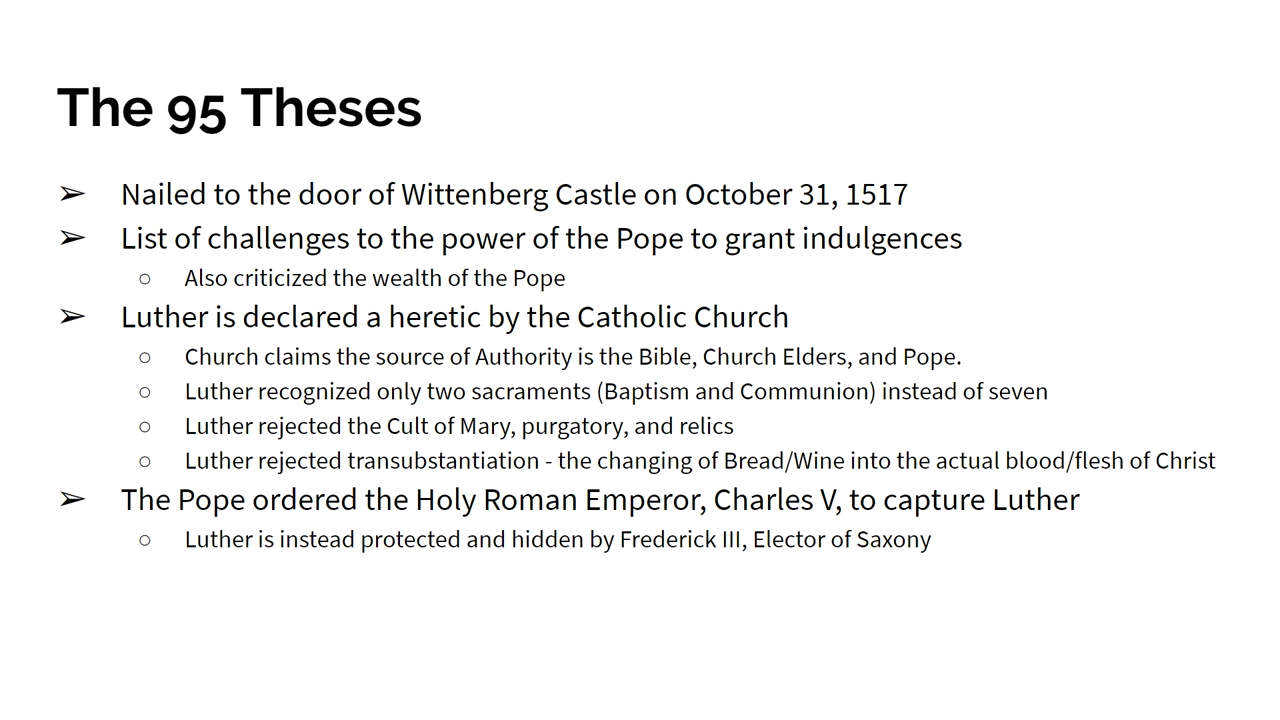 The 95 Theses
➢ Nailed to the door of Wittenberg Castle on October 31, 1517
➢ List of challenges to the power of the Pope to grant indulgences
○ Also criticized the wealth of the Pope
➢ Luther is declared a heretic by the Catholic Church
○ Church claims the source of Authority is the Bible, Church Elders, and Pope.
○ Luther recognized only two sacraments (Baptism and Communion) instead of seven
○ Luther rejected the Cult of Mary, purgatory, and relics
○ Luther rejected transubstantiation - the changing of Bread/Wine into the actual blood/flesh of Christ
➢ The Pope ordered the Holy Roman Emperor, Charles V, to capture Luther
○ Luther is instead protected and hidden by Frederick III, Elector of Saxony